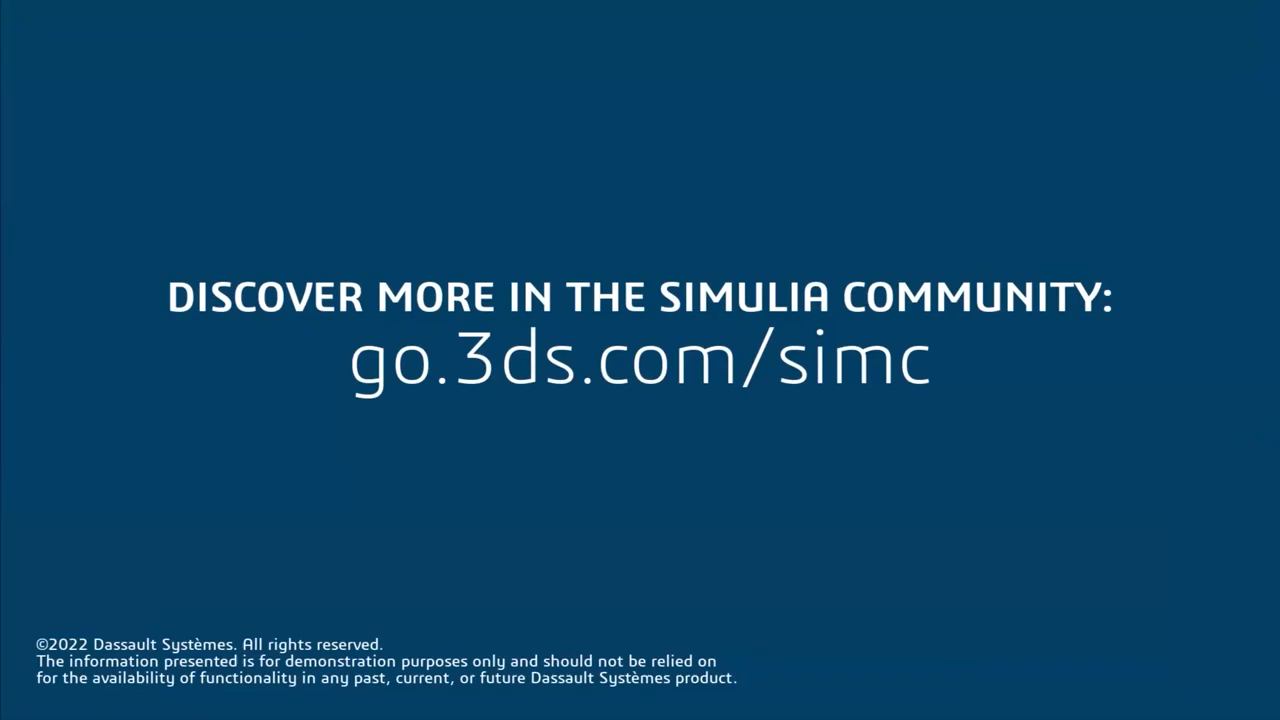 DISCOVER MORE IN THE SIMULIA COMMUNITY:
go.3ds.com/simc
©2022 Dassault Systèmes. All rights reserved.
The information presented is for demonstration purposes only and should not be relied on
for the availability of functionality in any past, current, or future Dassault Systèmes product.